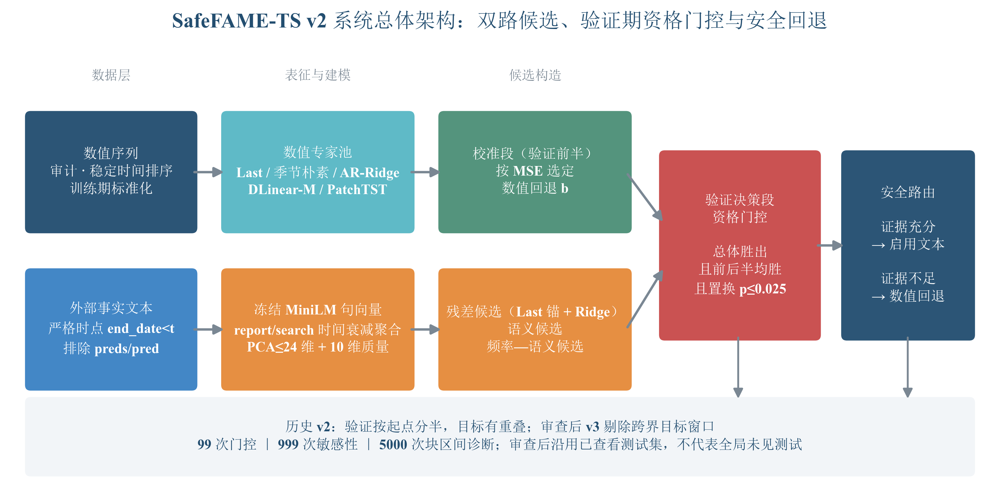 SafeFAME-TS v2 系统总体架构：双路候选、验证期资格门控与安全回退
数据层
表征与建模
候选构造
数值序列
审计 · 稳定时间排序
训练期标准化
数值专家池
Last / 季节朴素 / AR-Ridge
DLinear-M / PatchTST
校准段（验证前半）
按 MSE 选定
数值回退 b
验证决策段
资格门控
总体胜出
且前后半均胜
且置换 p≤0.025
安全路由
证据充分
→ 启用文本
证据不足
→ 数值回退
外部事实文本
严格时点 end_date<t
排除 preds/pred
冻结 MiniLM 句向量
report/search 时间衰减聚合
PCA≤24 维 + 10 维质量
残差候选（Last 锚 + Ridge）
语义候选
频率—语义候选
历史 v2：验证按起点分半，目标有重叠；审查后 v3 剔除跨界目标窗口
99 次门控 | 999 次敏感性 | 5000 次块区间诊断；审查后沿用已查看测试集，不代表全局未见测试